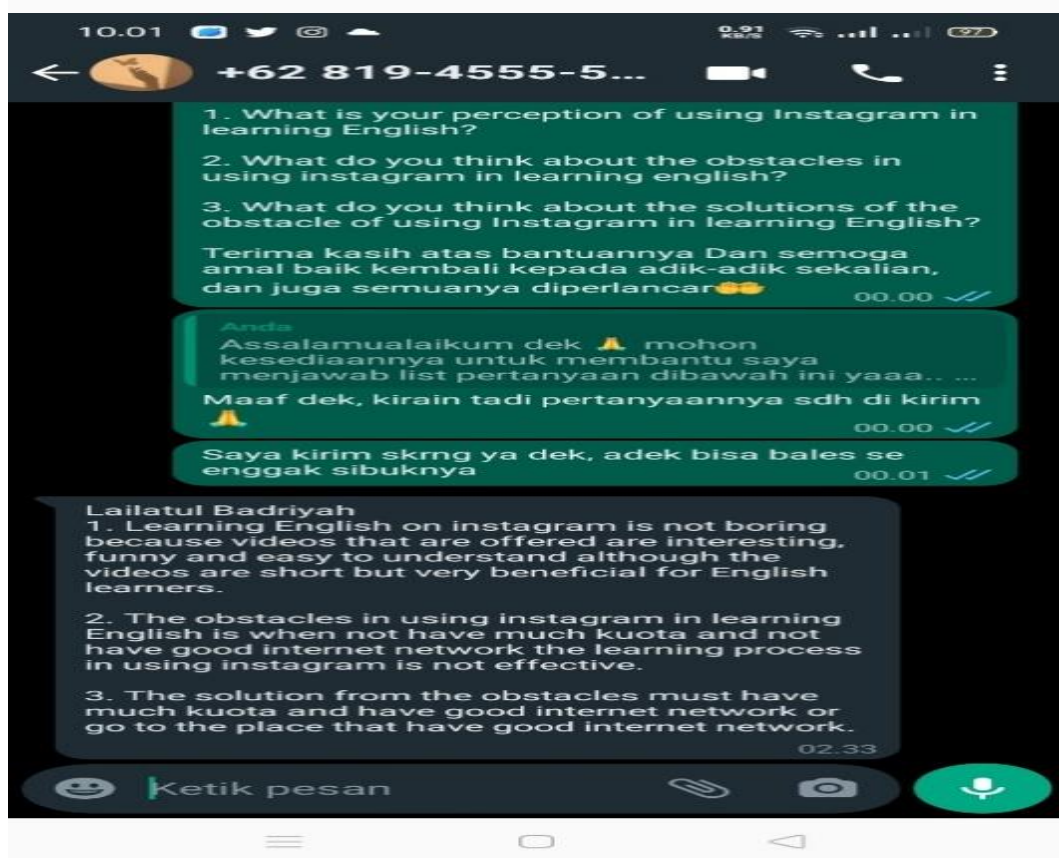 10.01
0.91
KB/S
97
+62 819-4555-5...
1. What is your perception of using Instagram in
learning English?
2. What do you think about the obstacles in
using instagram in learning english?
3. What do you think about the solutions of the
obstacle of using Instagram in learning English?
Terima kasih atas bantuannya Dan semoga
amal baik kembali kepada adik-adik sekalian,
dan juga semuanya diperlancar🤲
00.00
Anda
Assalamualaikum dek 🙏 mohon
kesediaannya untuk membantu saya
menjawab list pertanyaan dibawah ini yaaa.. ...
Maaf dek, kirain tadi pertanyaannya sdh di kirim
🙏
00.00
Saya kirim skrng ya dek, adek bisa bales se
enggak sibuknya
00.01
Lailatul Badriyah
1. Learning English on instagram is not boring
because videos that are offered are interesting,
funny and easy to understand although the
videos are short but very beneficial for English
learners.
2. The obstacles in using instagram in learning
English is when not have much kuota and not
have good internet network the learning process
in using instagram is not effective.
3. The solution from the obstacles must have
much kuota and have good internet network or
go to the place that have good internet network.
02.33
Ketik pesan